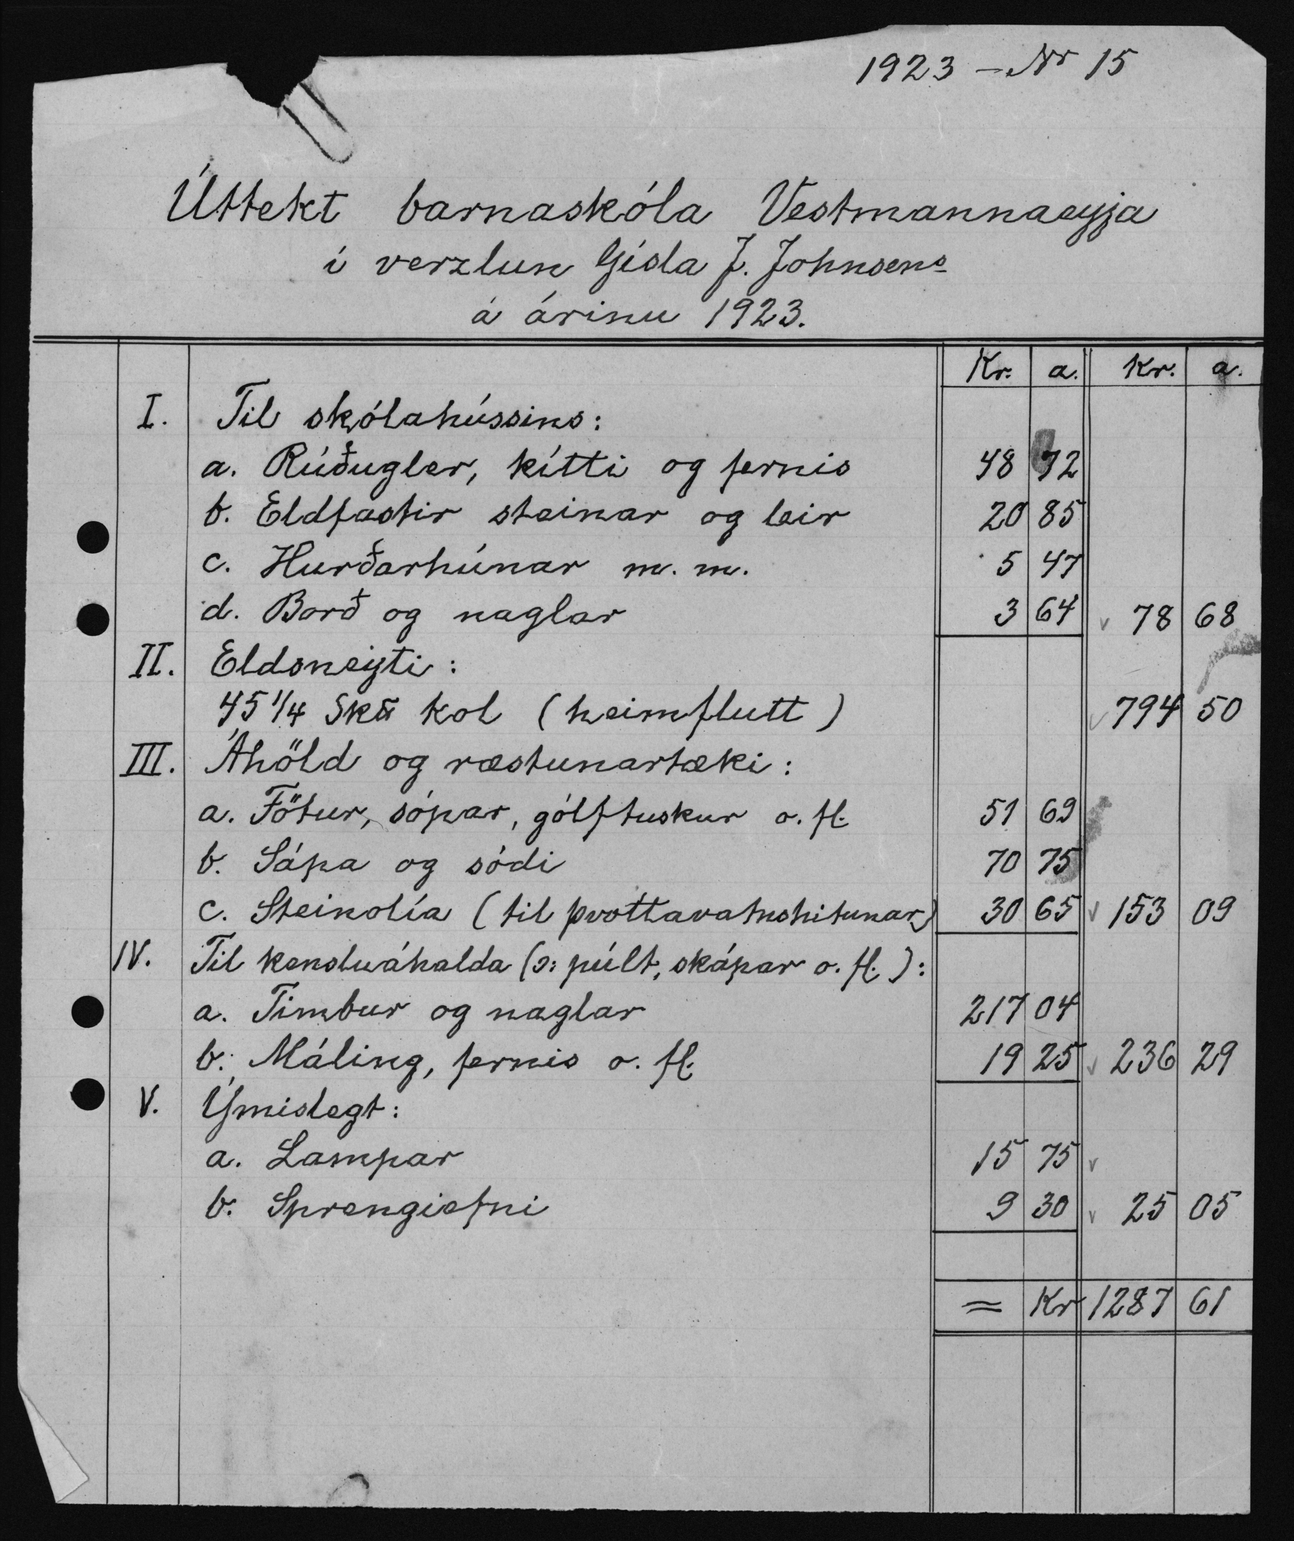 1923 – Nr 15
Úttekt barnaskóla Vestmannaeyja
í verzlun Gísla J. Johnsens
á árinu 1923.
Kr. a. Kr. a.
I. Til skólahússins:
a. Rúðugler, kítti og fernis 48 72
b. Eldfastir steinar og leir 20 85
c. Hurðarhúnar m. m. 5 47
d. Borð og naglar 3 64 78 68
II. Eldsneyti:
45 1/4 Sk℔ kol (heimflutt) 794 50
III. Áhöld og ræstunartæki:
a. Fötur, sópar, gólftuskur o. fl. 51 69
b. Sápa og sódi 70 75
c. Steinolía (til þvottavatnshitunar) 30 65 153 09
IV. Til kensluáhalda (ɔ: púlt, skápar o. fl.):
a. Timbur og naglar 217 04
b. Máling, fernis o. fl. 19 25 236 29
V. Ýmislegt:
a. Lampar 15 75
b. Sprengiefni 9 30 25 05
= Kr 1287 61